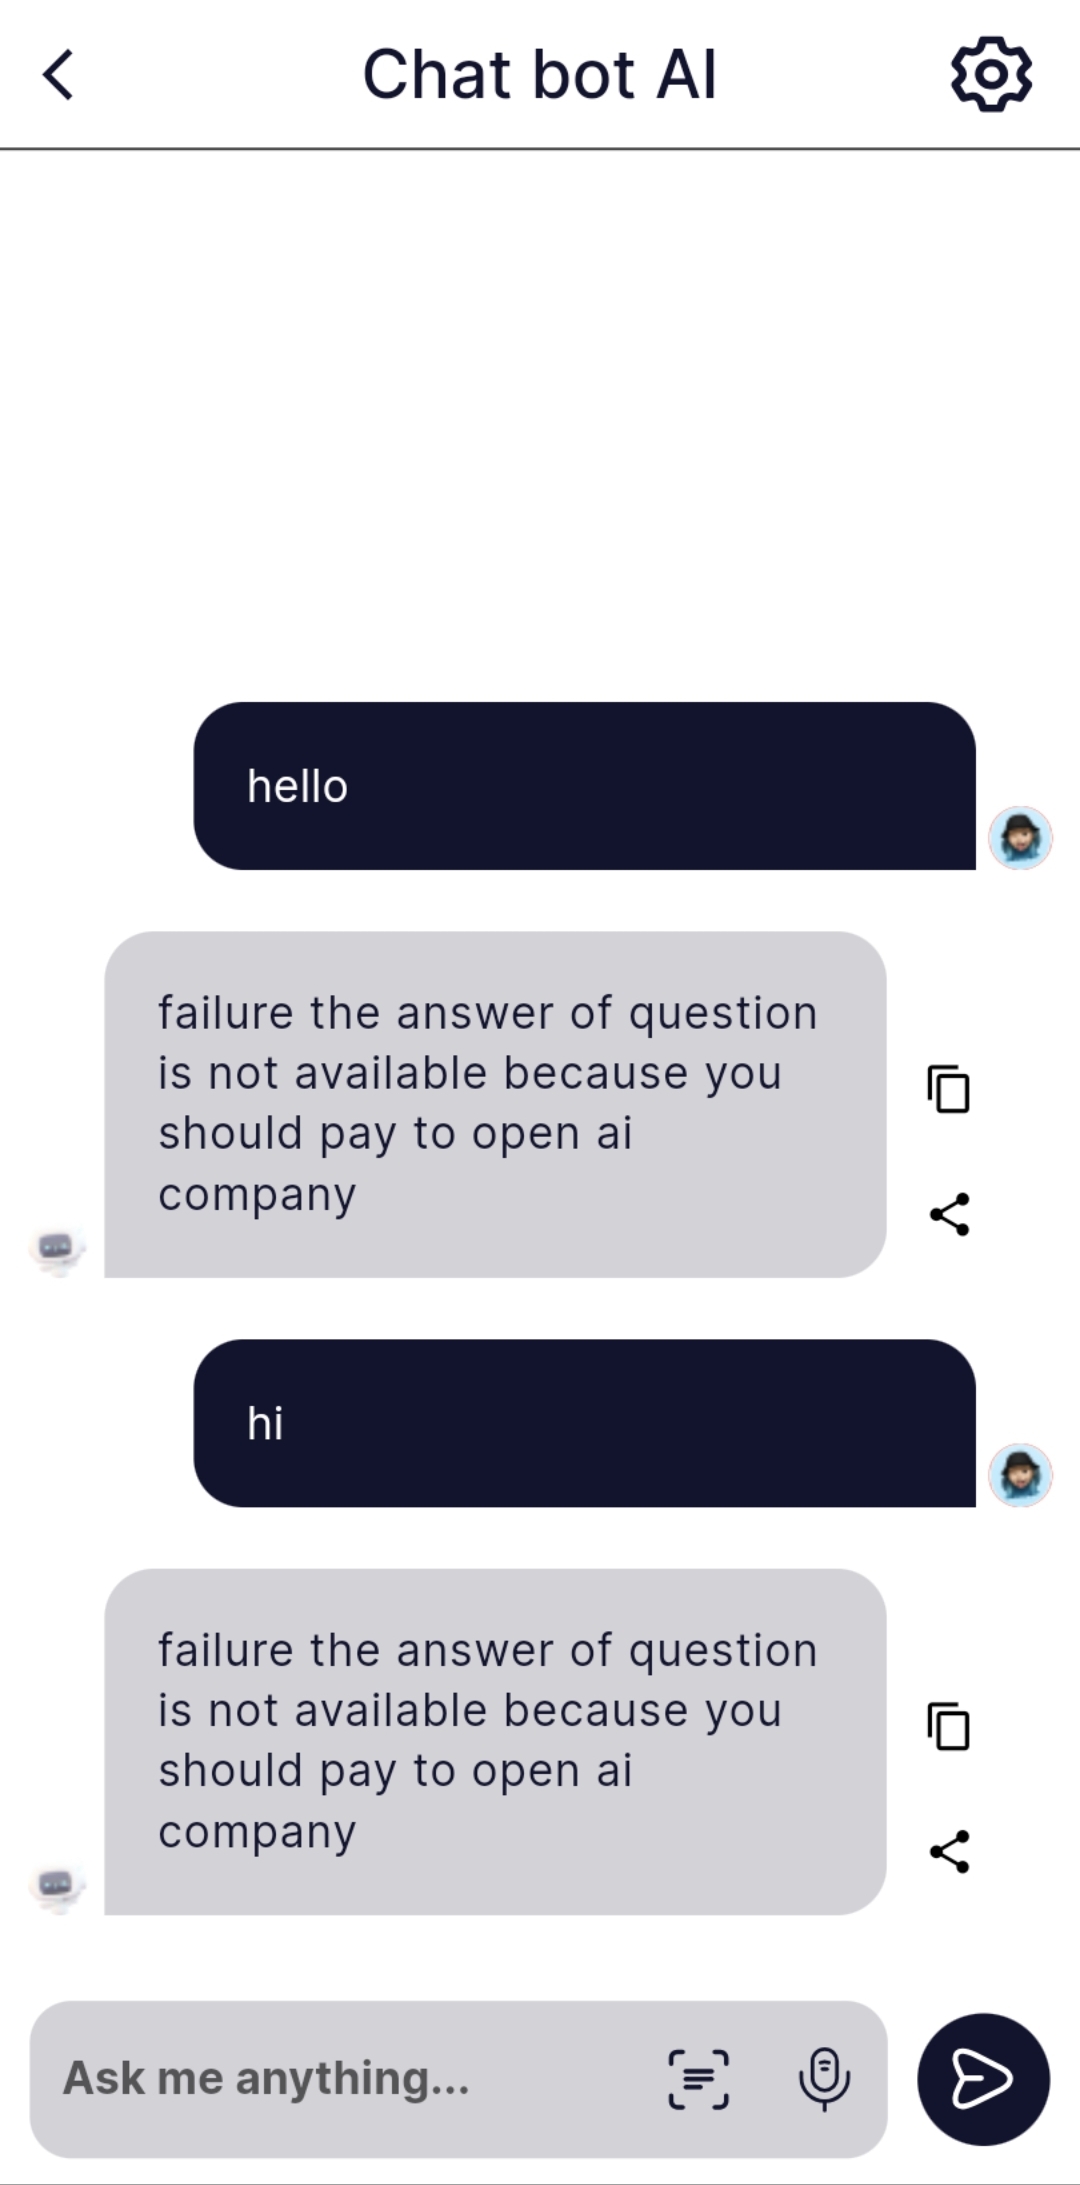 Chat bot AI
hello
failure the answer of question
is not available because you
should pay to open ai
company
hi
failure the answer of question
is not available because you
should pay to open ai
company
Ask me anything...